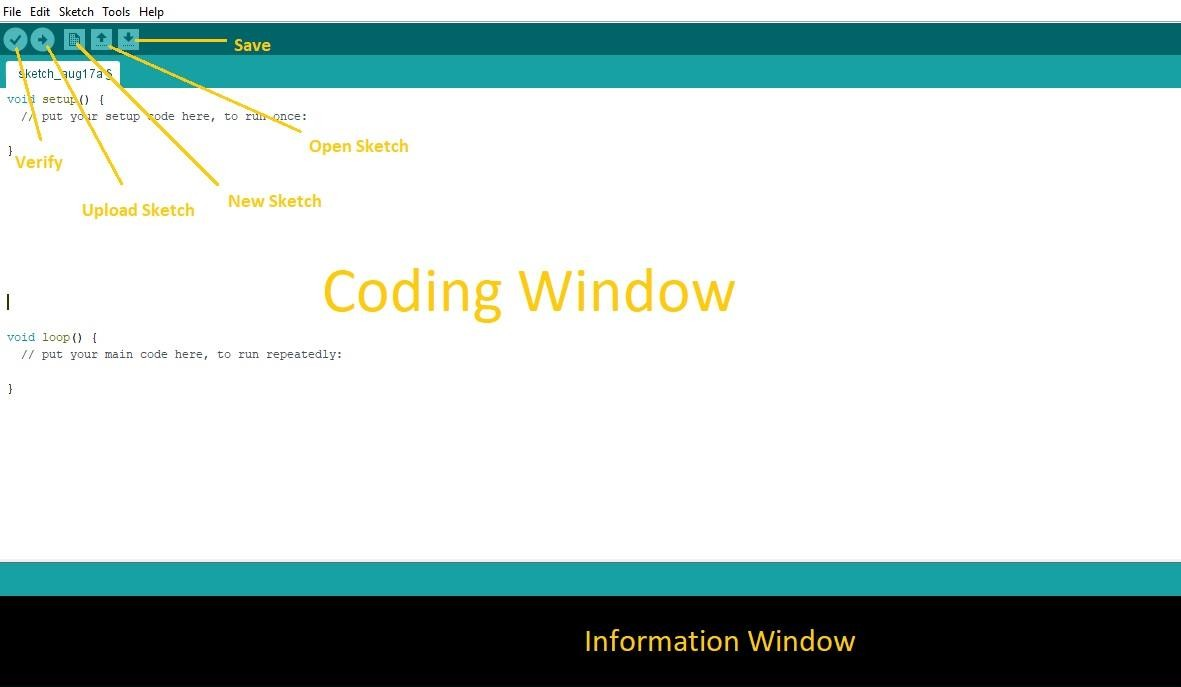 File Edit Sketch Tools Help
Save
sketch_aug17a §
void setup() {
// put your setup code here, to run once:
Open Sketch
}
Verify
New Sketch
Upload Sketch
Coding Window
void loop() {
// put your main code here, to run repeatedly:
}
Information Window